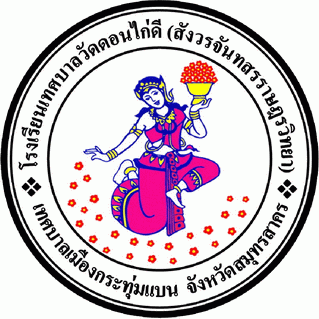 โรงเรียนเทศบาลวัดดอนไก่ดี (สังวรจันทสรราษฎรวิทยา)
เทศบาลเมืองกระทุ่มแบน จังหวัดสมุทรสาคร